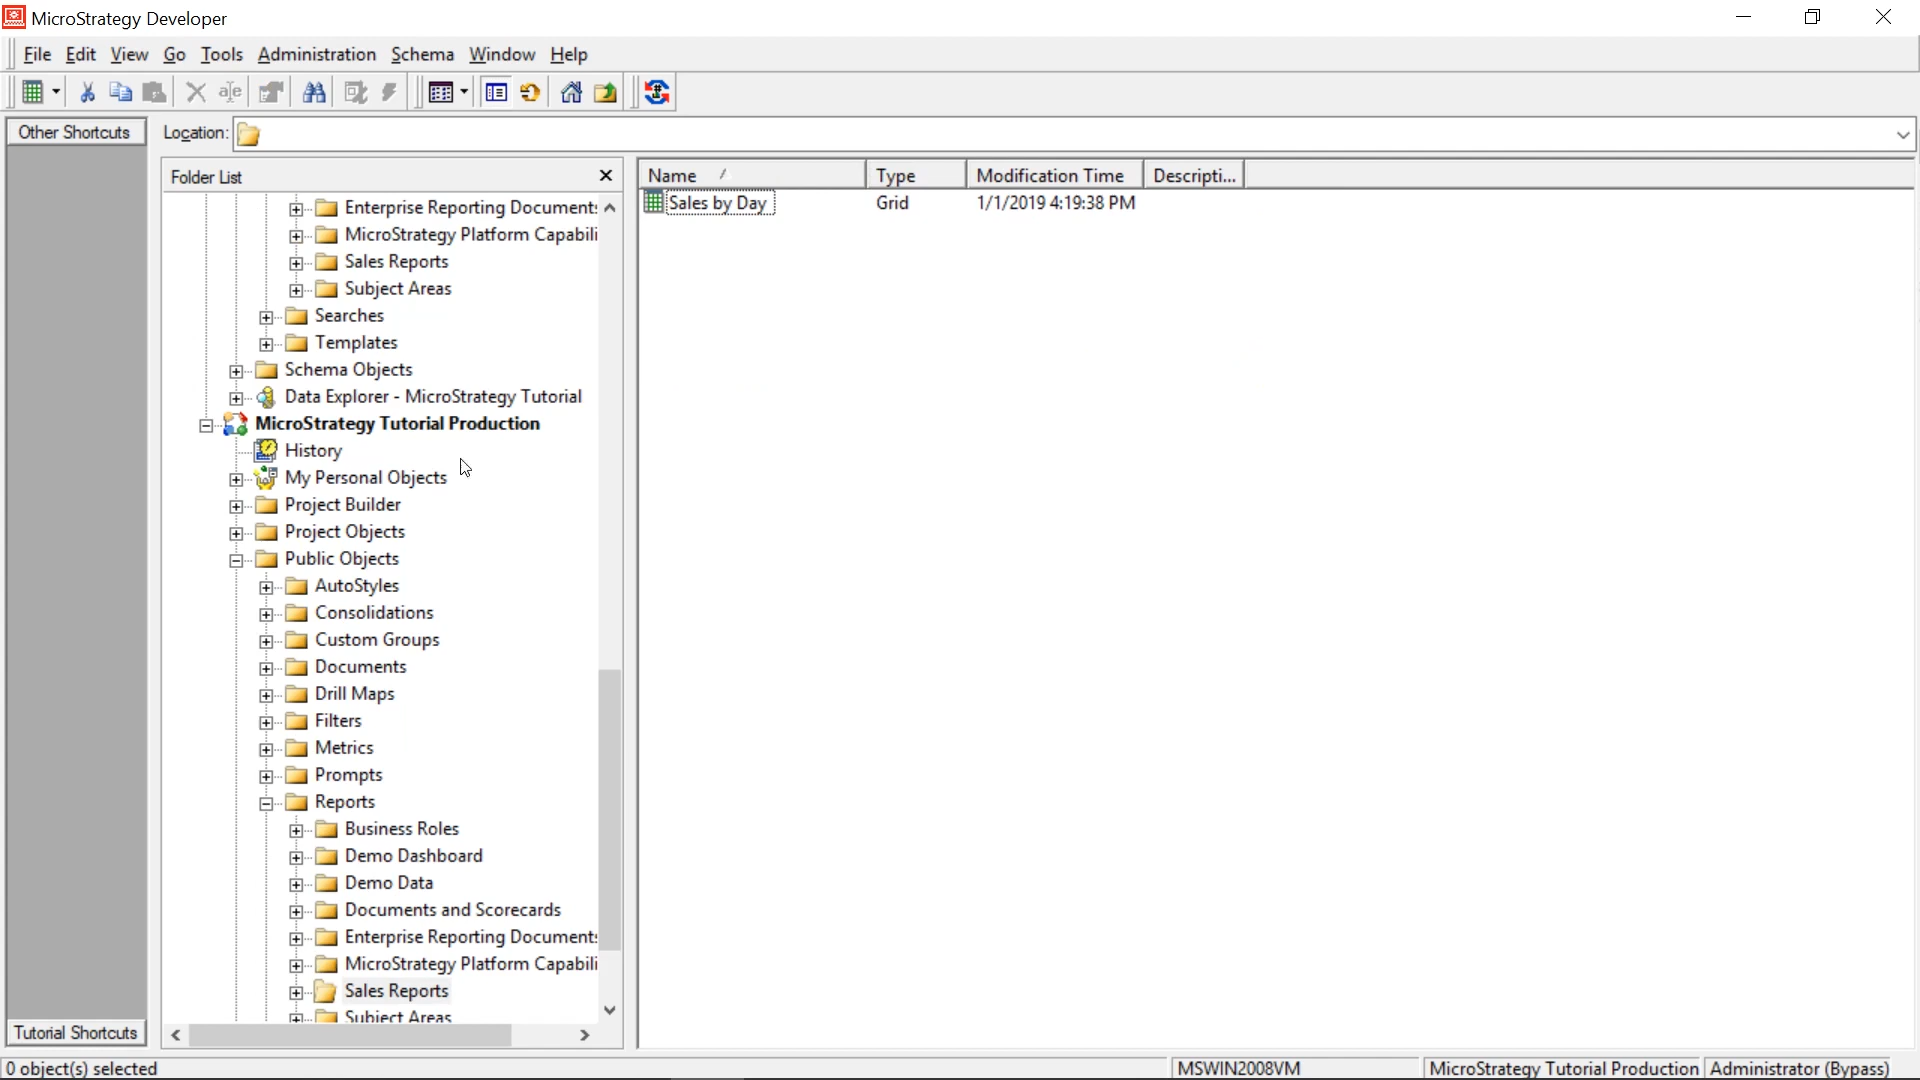 MicroStrategy Developer
File Edit View Go Tools Administration Schema Window Help
Other Shortcuts
Location:
Folder List
Enterprise Reporting Document
MicroStrategy Platform Capabili
Sales Reports
Subject Areas
Searches
Templates
Schema Objects
Data Explorer - MicroStrategy Tutorial
MicroStrategy Tutorial Production
History
My Personal Objects
Project Builder
Project Objects
Public Objects
AutoStyles
Consolidations
Custom Groups
Documents
Drill Maps
Filters
Metrics
Prompts
Reports
Business Roles
Demo Dashboard
Demo Data
Documents and Scorecards
Enterprise Reporting Document
MicroStrategy Platform Capabili
Sales Reports
Subject Areas
Tutorial Shortcuts
Name Type Modification Time Descripti...
Sales by Day Grid 1/1/2019 4:19:38 PM
0 object(s) selected MSWIN2008VM MicroStrategy Tutorial Production Administrator (Bypass)